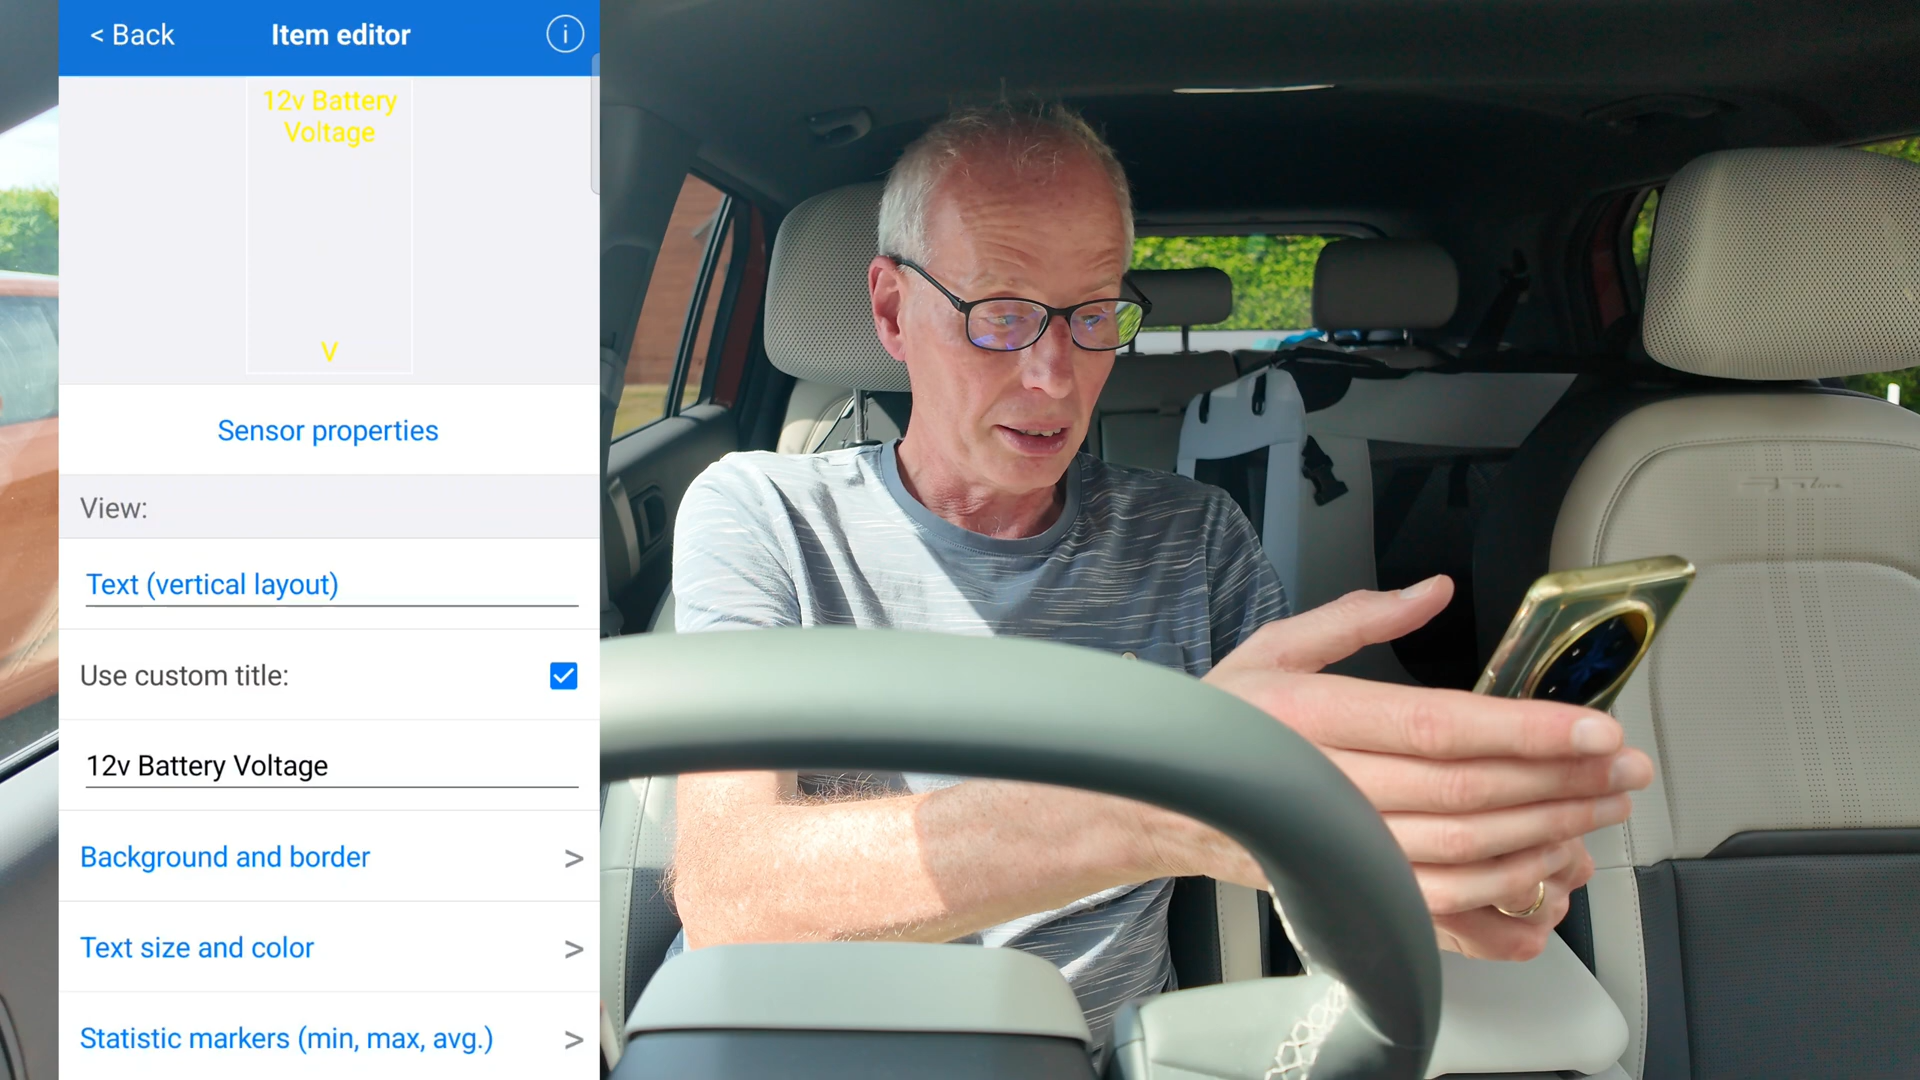 < Back
Item editor
i
12v Battery
Voltage
V
Sensor properties
View:
Text (vertical layout)
Use custom title:
12v Battery Voltage
Background and border
>
Text size and color
>
Statistic markers (min, max, avg.)
>